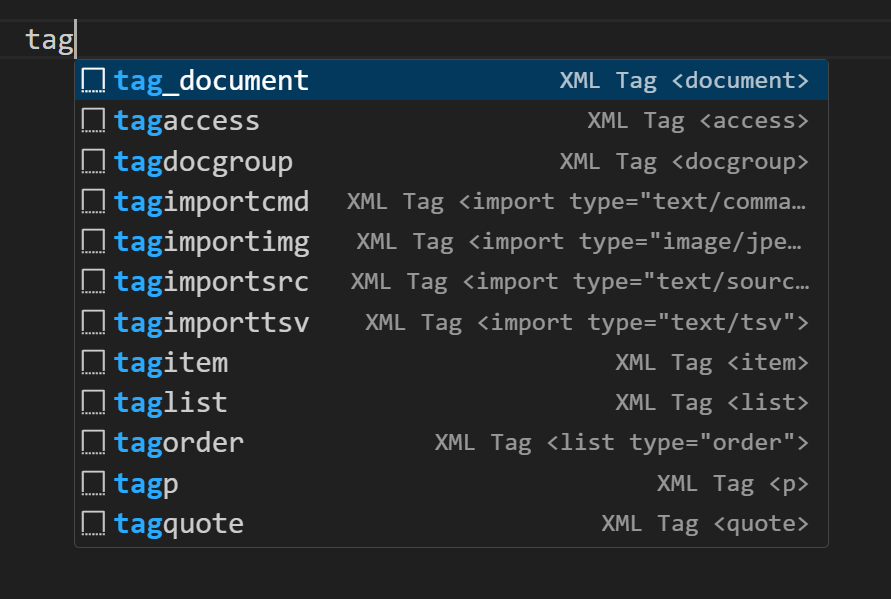 tag
tag_document XML Tag <document>
tagaccess XML Tag <access>
tagdocgroup XML Tag <docgroup>
tagimportcmd XML Tag <import type="text/comma…
tagimportimg XML Tag <import type="image/jpe…
tagimportsrc XML Tag <import type="text/sourc…
tagimporttsv XML Tag <import type="text/tsv">
tagitem XML Tag <item>
taglist XML Tag <list>
tagorder XML Tag <list type="order">
tagp XML Tag <p>
tagquote XML Tag <quote>